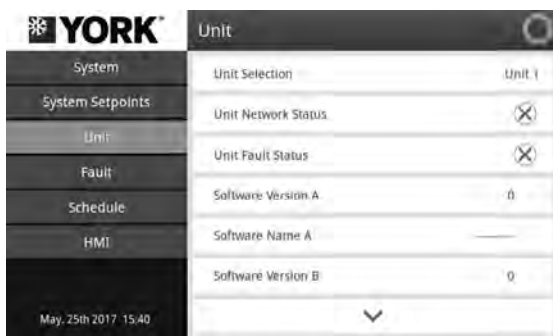 YORK
Unit
System
System Setpoints
Unit
Fault
Schedule
HMI
May. 25th 2017 15:40
Unit Selection
Unit 1
Unit Network Status
Unit Fault Status
Software Version A
0
Software Name A
Software Version B
0